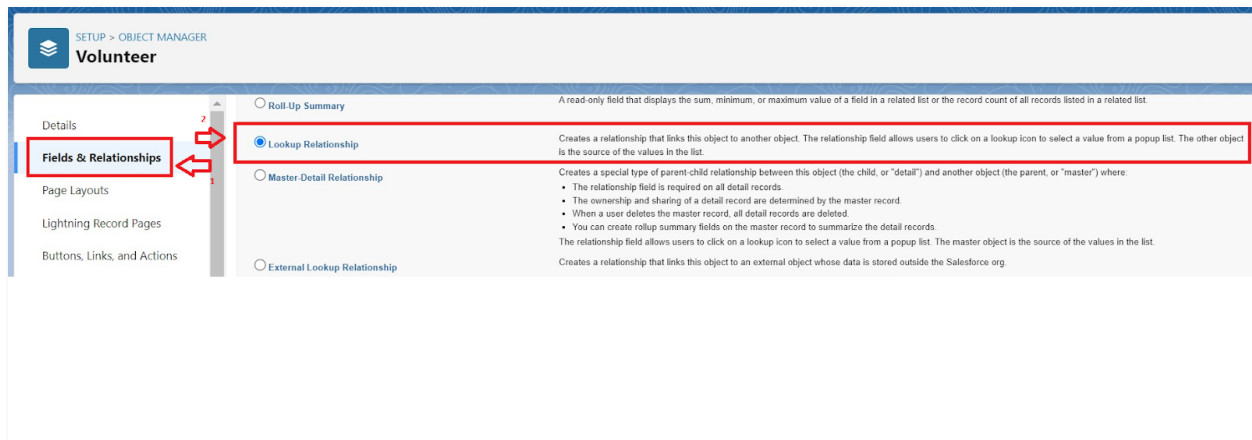 SETUP > OBJECT MANAGER
Volunteer
Details
Fields & Relationships
Page Layouts
Lightning Record Pages
Buttons, Links, and Actions
2
1
Roll-Up Summary
A read-only field that displays the sum, minimum, or maximum value of a field in a related list or the record count of all records listed in a related list.
Lookup Relationship
Creates a relationship that links this object to another object. The relationship field allows users to click on a lookup icon to select a value from a popup list. The other object
is the source of the values in the list.
Master-Detail Relationship
Creates a special type of parent-child relationship between this object (the child, or "detail") and another object (the parent, or "master") where:
• The relationship field is required on all detail records.
• The ownership and sharing of a detail record are determined by the master record.
• When a user deletes the master record, all detail records are deleted.
• You can create rollup summary fields on the master record to summarize the detail records.
The relationship field allows users to click on a lookup icon to select a value from a popup list. The master object is the source of the values in the list.
External Lookup Relationship
Creates a relationship that links this object to an external object whose data is stored outside the Salesforce org.